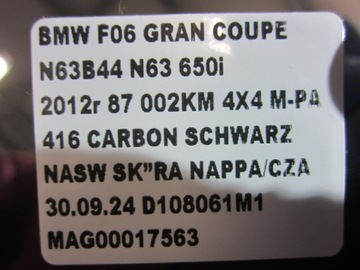 BMW F06 GRAN COUPE
N63B44 N63 650i
2012r 87 002KM 4X4 M-PA
416 CARBON SCHWARZ
NASW SK"RA NAPPA/CZA
30.09.24 D108061M1
MAG00017563